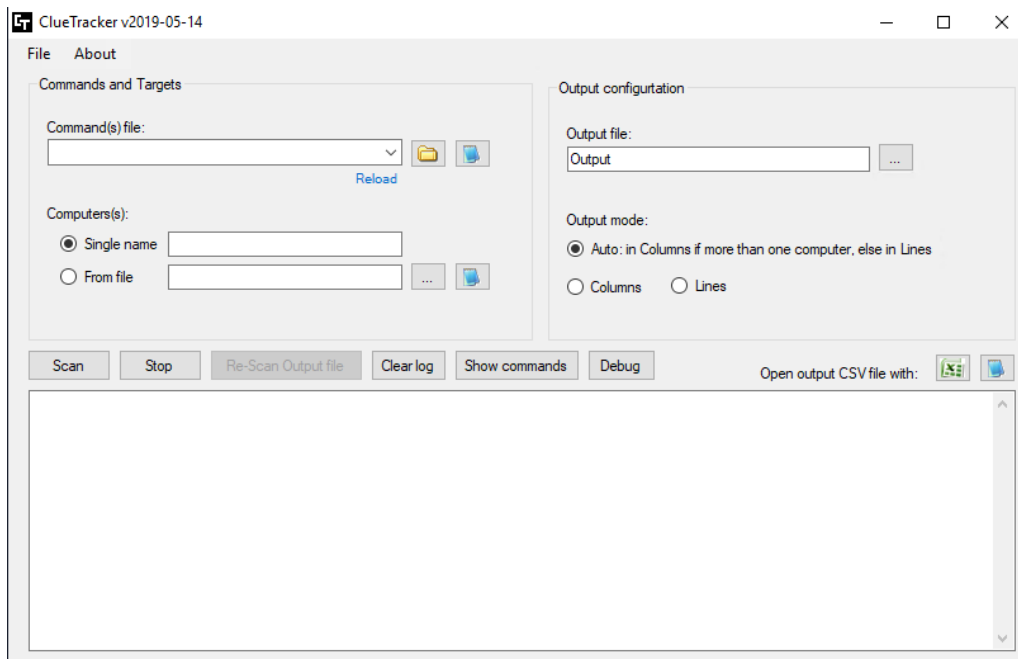 CT ClueTracker v2019-05-14
File About
Commands and Targets
Command(s) file:
Reload
Computers(s):
Single name
From file
...
Output configurtation
Output file:
Output
...
Output mode:
Auto: in Columns if more than one computer, else in Lines
Columns Lines
Scan Stop Re-Scan Output file Clear log Show commands Debug Open output CSV file with: